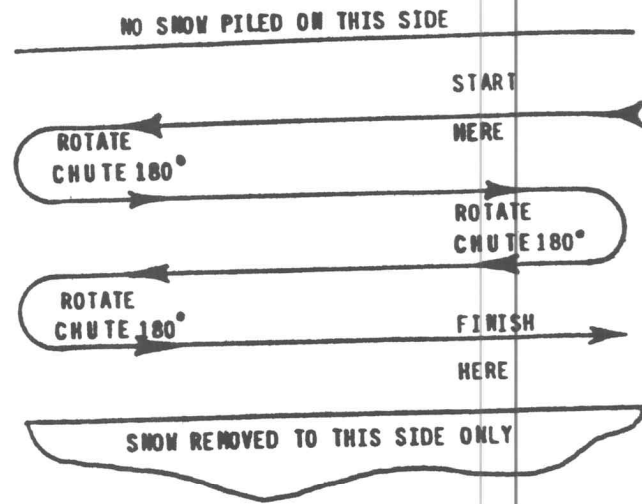 NO SNOW PILED ON THIS SIDE
START
HERE
ROTATE
CHUTE 180°
ROTATE
CHUTE 180°
ROTATE
CHUTE 180°
FINISH
HERE
SNOW REMOVED TO THIS SIDE ONLY